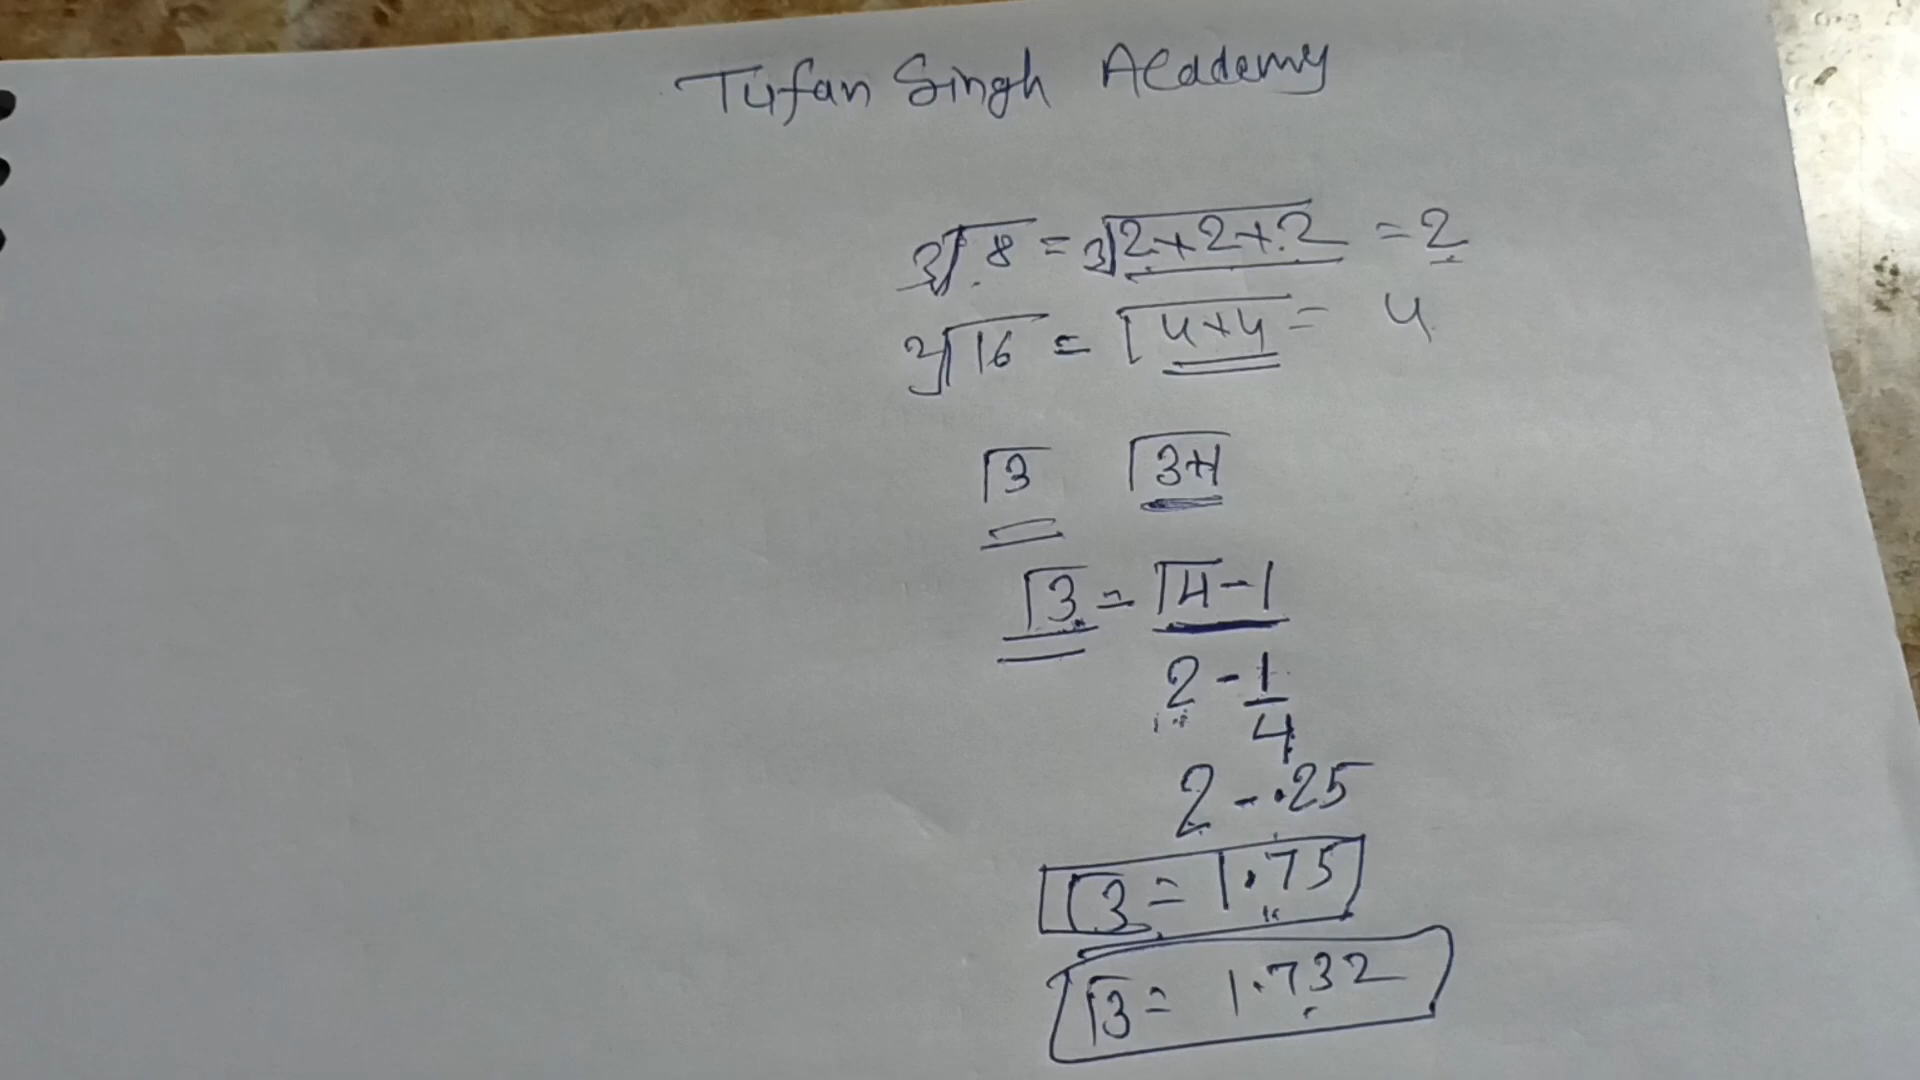 Tufan Singh Academy
∛8 = ∛2+2+2 = 2
²√16 = √4+4 = 4
√3 √3+1
√3 = √4-1
2 - 1/4
2 - .25
√3 = 1.75
√3 = 1.732